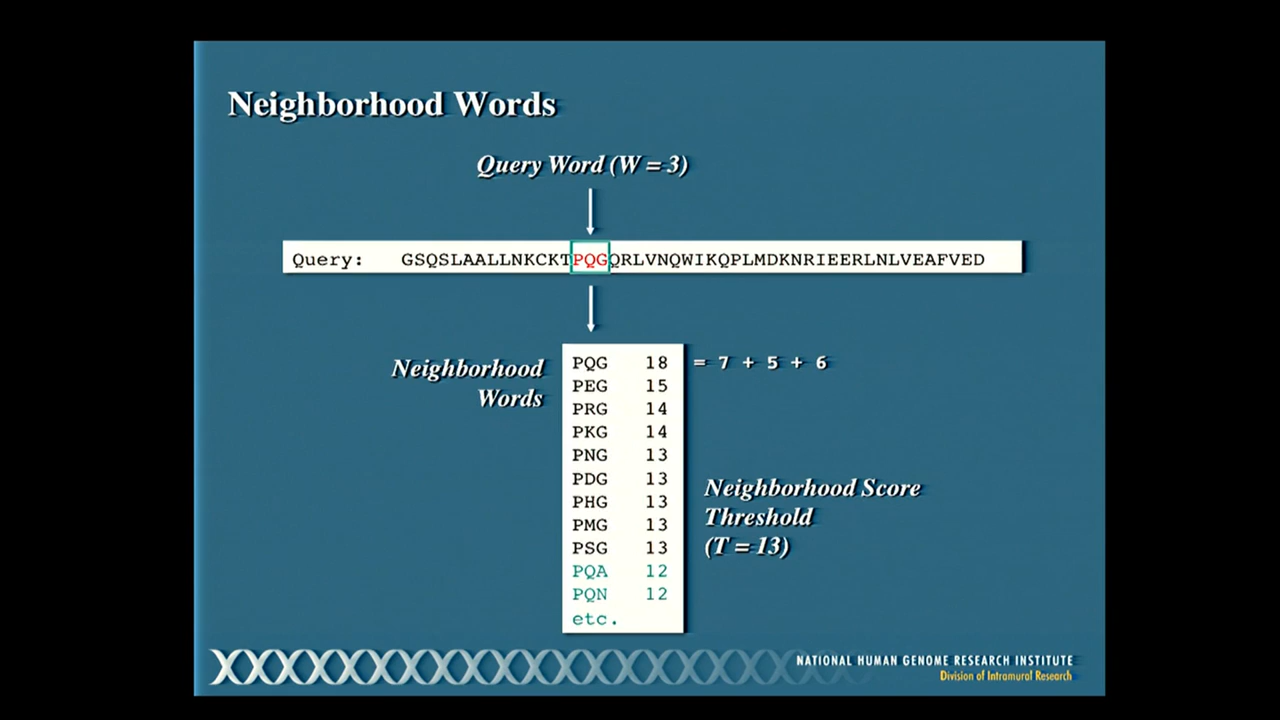 Neighborhood Words
Query Word (W = 3)
Query: GSQSLAALLNKCKTPQGQRLVNQWIKQPLMDKNRIEERLNLVEAFVED
Neighborhood
Words
PQG 18 = 7 + 5 + 6
PEG 15
PRG 14
PKG 14
PNG 13
PDG 13
PHG 13
PMG 13
PSG 13
PQA 12
PQN 12
etc.
Neighborhood Score
Threshold
(T = 13)
NATIONAL HUMAN GENOME RESEARCH INSTITUTE
Division of Intramural Research